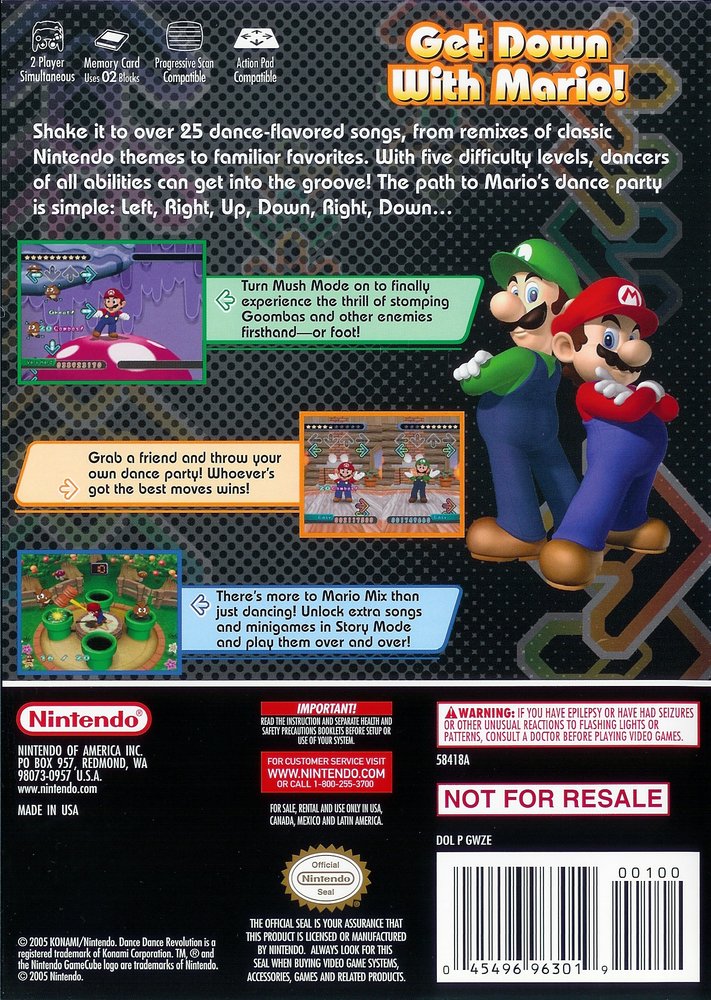 2 Player
Simultaneous
Memory Card
Uses 02 Blocks
Progressive Scan
Compatible
Action Pad
Compatible
Get Down
With Mario!
Shake it to over 25 dance-flavored songs, from remixes of classic
Nintendo themes to familiar favorites. With five difficulty levels, dancers
of all abilities can get into the groove! The path to Mario's dance party
is simple: Left, Right, Up, Down, Right, Down...
Turn Mush Mode on to finally
experience the thrill of stomping
Goombas and other enemies
firsthand—or foot!
Grab a friend and throw your
own dance party! Whoever's
got the best moves wins!
There's more to Mario Mix than
just dancing! Unlock extra songs
and minigames in Story Mode
and play them over and over!
Nintendo®
NINTENDO OF AMERICA INC.
PO BOX 957, REDMOND, WA
98073-0957 U.S.A.
www.nintendo.com
MADE IN USA
IMPORTANT!
READ THE INSTRUCTION AND SEPARATE HEALTH AND
SAFETY PRECAUTIONS BOOKLETS BEFORE SETUP OR
USE OF YOUR SYSTEM.
FOR CUSTOMER SERVICE VISIT
WWW.NINTENDO.COM
OR CALL 1-800-255-3700
FOR SALE, RENTAL AND USE ONLY IN USA,
CANADA, MEXICO AND LATIN AMERICA.
WARNING: IF YOU HAVE EPILEPSY OR HAVE HAD SEIZURES
OR OTHER UNUSUAL REACTIONS TO FLASHING LIGHTS OR
PATTERNS, CONSULT A DOCTOR BEFORE PLAYING VIDEO GAMES.
58418A
NOT FOR RESALE
DOL P GWZE
Official
Nintendo
Seal
THE OFFICIAL SEAL IS YOUR ASSURANCE THAT
THIS PRODUCT IS LICENSED OR MANUFACTURED
BY NINTENDO. ALWAYS LOOK FOR THIS
SEAL WHEN BUYING VIDEO GAME SYSTEMS,
ACCESSORIES, GAMES AND RELATED PRODUCTS.
© 2005 KONAMI/Nintendo. Dance Dance Revolution is a
registered trademark of Konami Corporation. TM, ® and
the Nintendo GameCube logo are trademarks of Nintendo.
© 2005 Nintendo.
00100
0 45496 96301 9